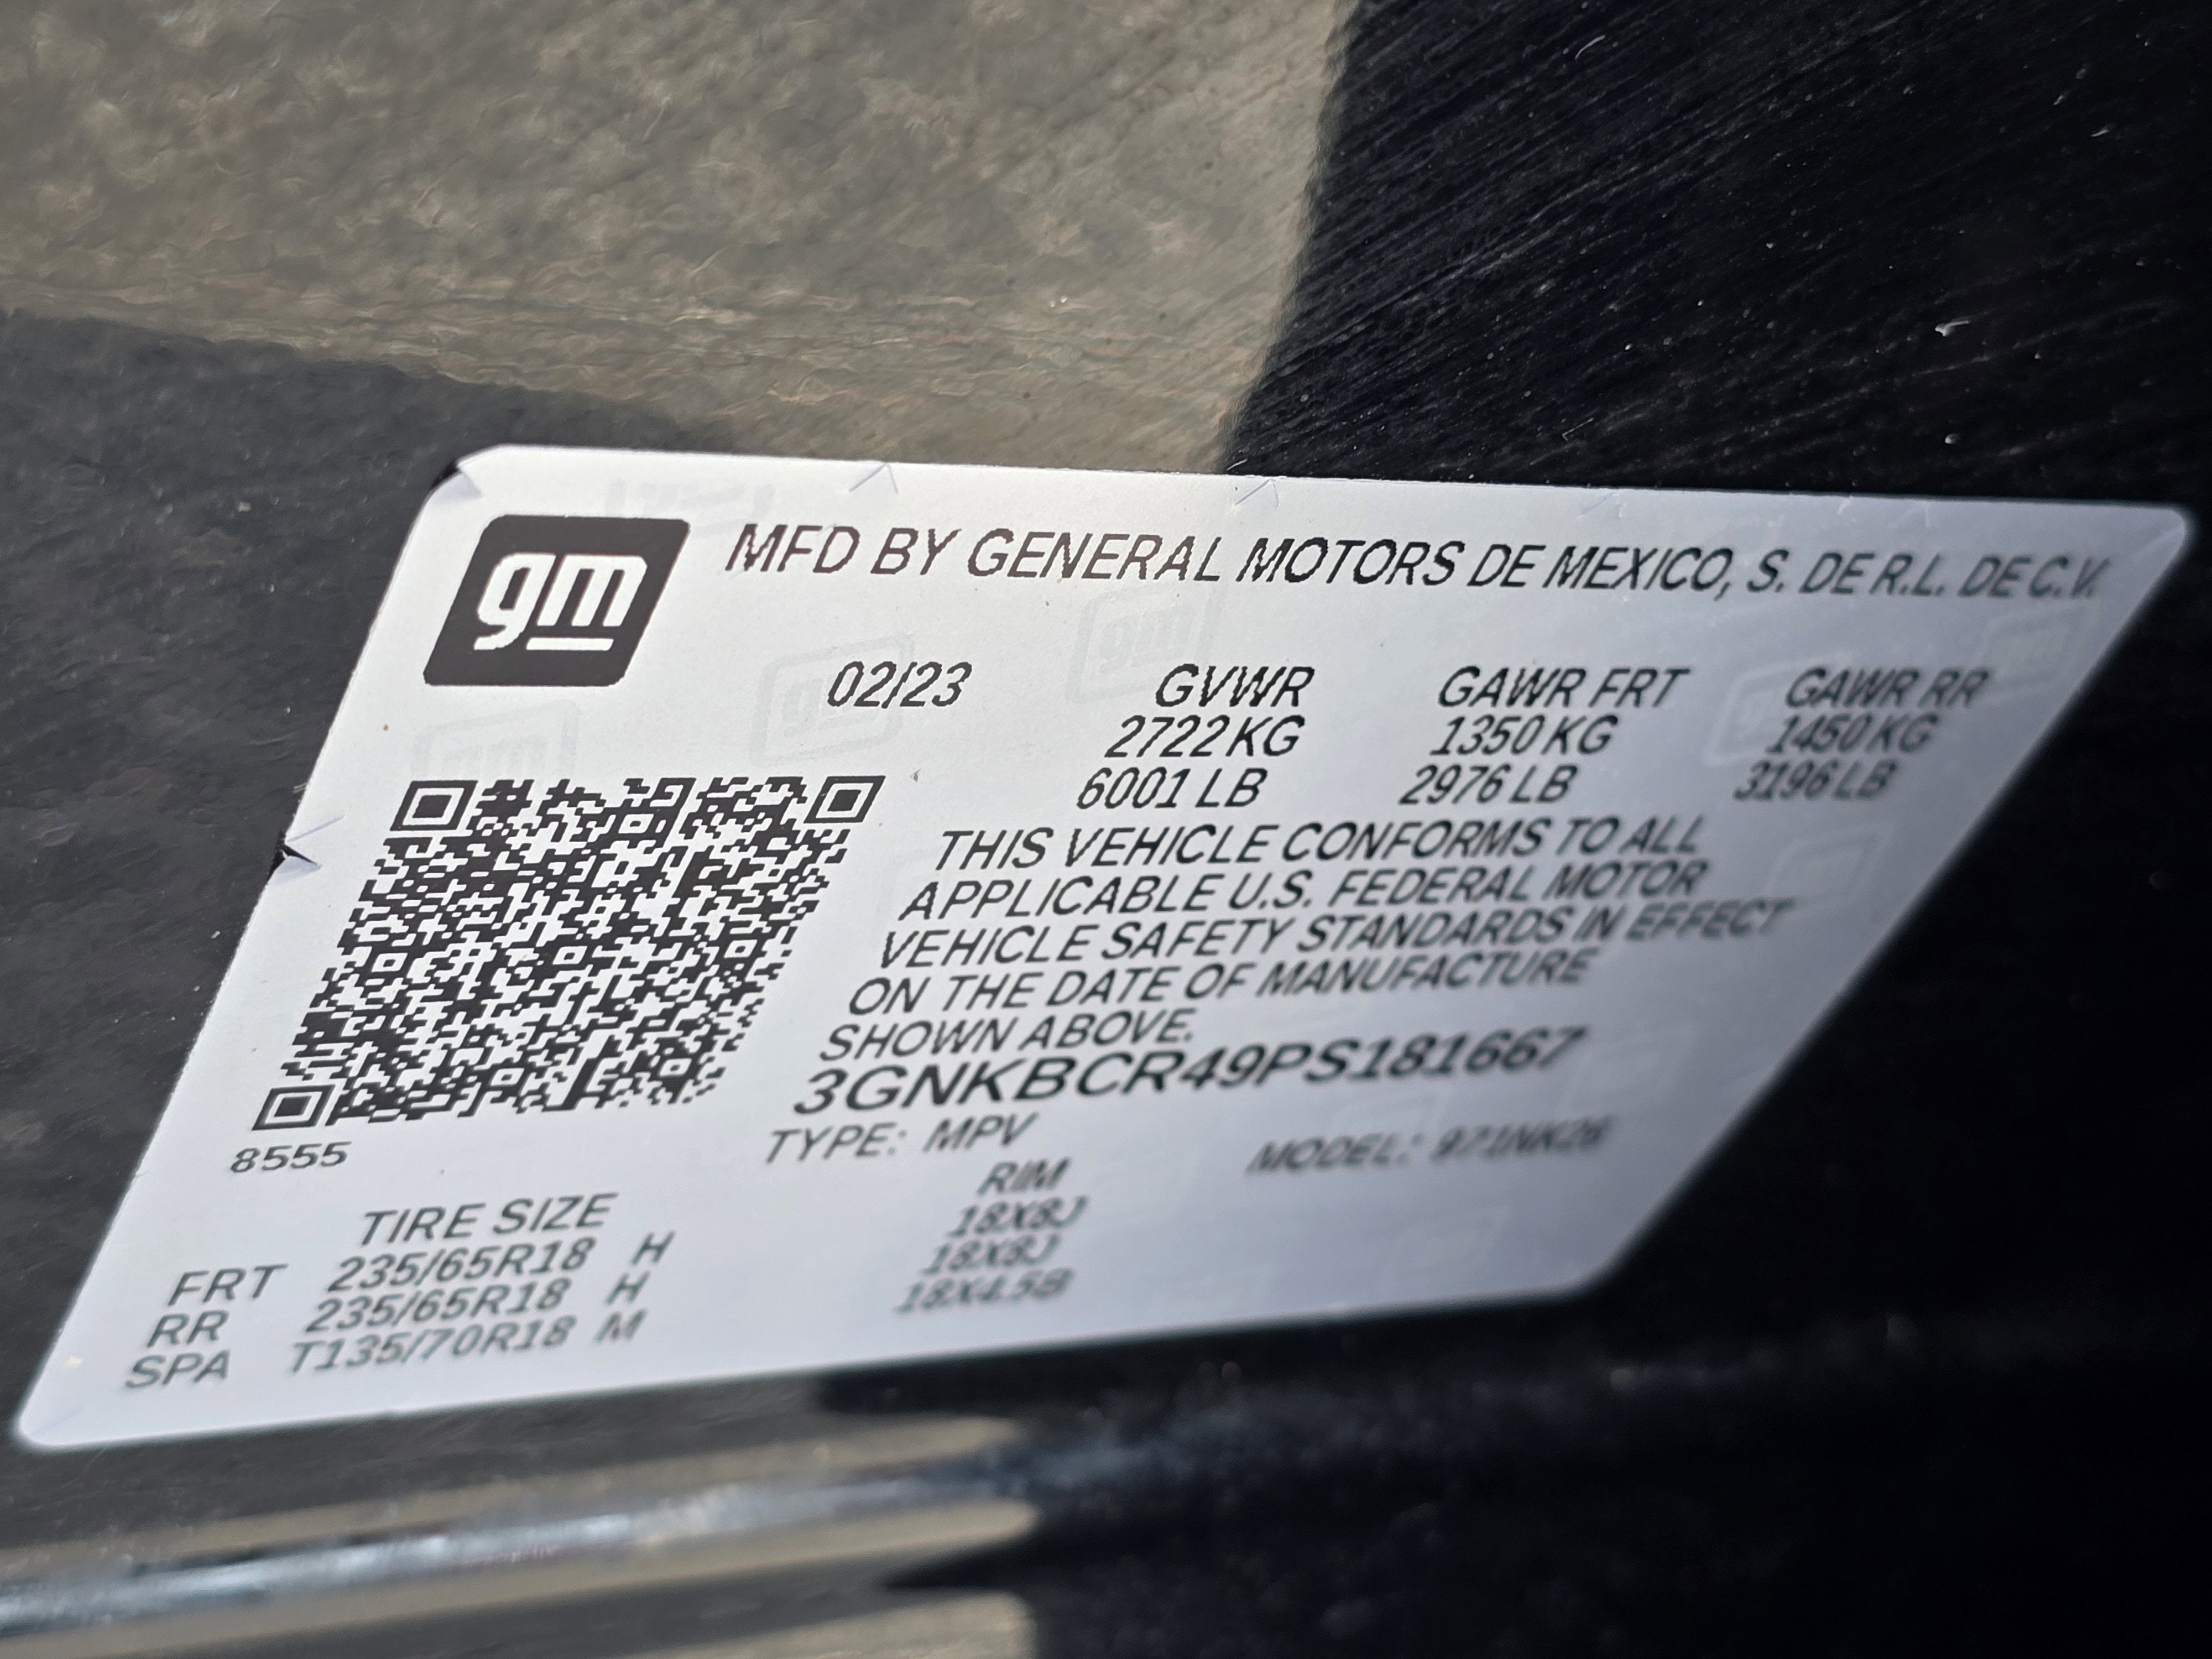 gm
MFD BY GENERAL MOTORS DE MEXICO, S. DE R.L. DE C.V.
02/23 GVWR GAWR FRT GAWR RR
2722 KG 1350 KG 1450 KG
6001 LB 2976 LB 3196 LB
THIS VEHICLE CONFORMS TO ALL
APPLICABLE U.S. FEDERAL MOTOR
VEHICLE SAFETY STANDARDS IN EFFECT
ON THE DATE OF MANUFACTURE
SHOWN ABOVE.
3GNKBCR49PS181667
TYPE: MPV MODEL: 971NK26
8555
TIRE SIZE RIM
FRT 235/65R18 H 18X8J
RR 235/65R18 H 18X8J
SPA T135/70R18 M 18X4.5B